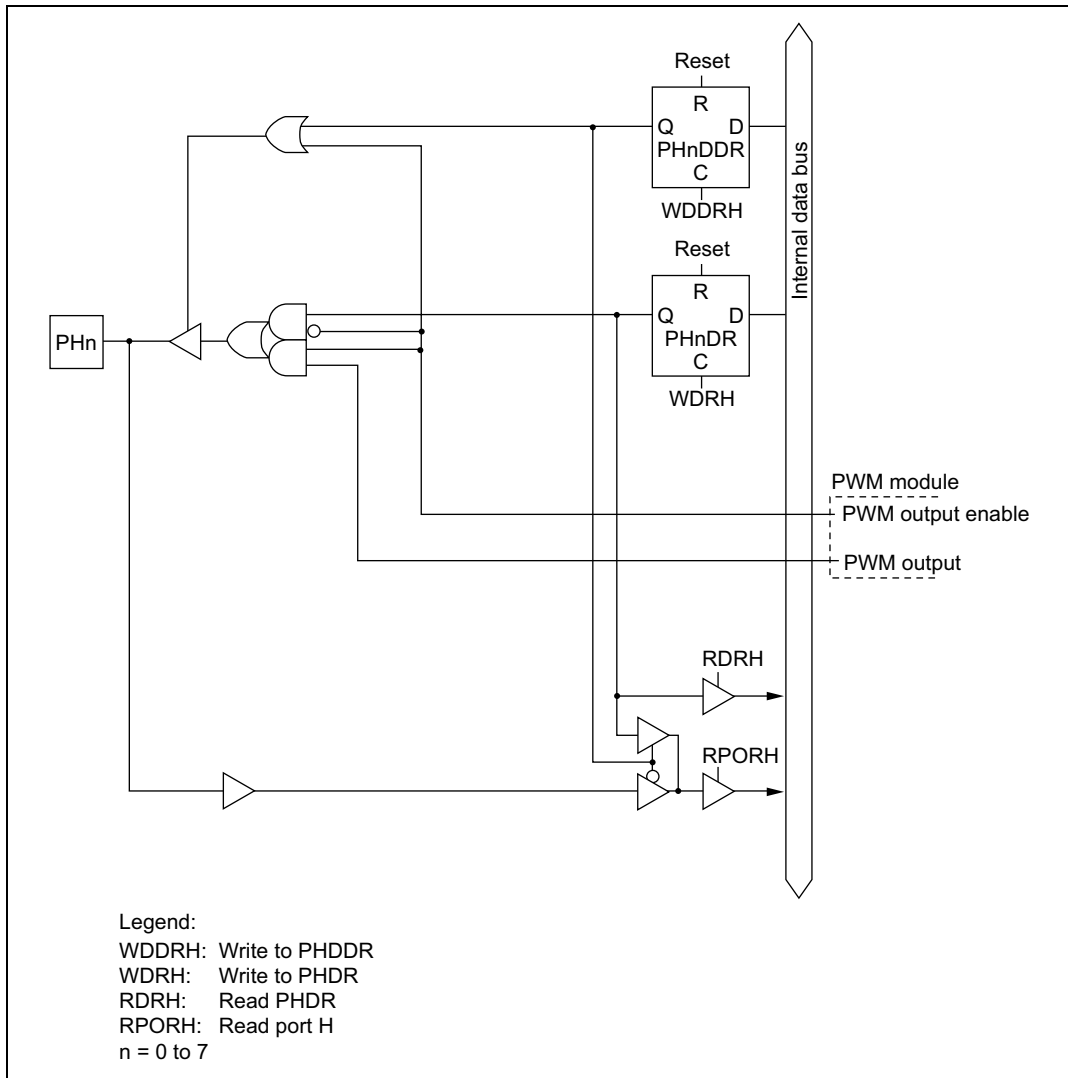 Reset
R
Q D
PHnDDR
C
WDDRH
Internal data bus
Reset
R
Q D
PHnDR
C
WDRH
PHn
PWM module
PWM output enable
PWM output
RDRH
RPORH
Legend:
WDDRH: Write to PHDDR
WDRH: Write to PHDR
RDRH: Read PHDR
RPORH: Read port H
n = 0 to 7